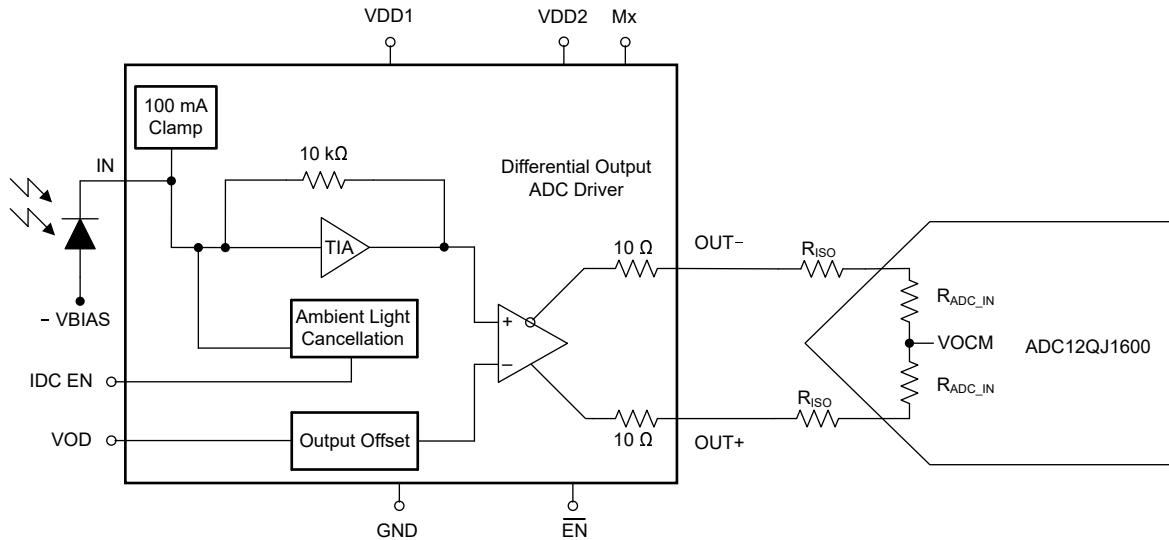 VDD1
VDD2
Mx
100 mA
Clamp
IN
10 kΩ
Differential Output
ADC Driver
TIA
10 Ω
OUT−
RISO
RADC_IN
− VBIAS
Ambient Light
Cancellation
+
−
VOCM
ADC12QJ1600
IDC EN
RISO
RADC_IN
VOD
Output Offset
10 Ω
OUT+
GND
EN